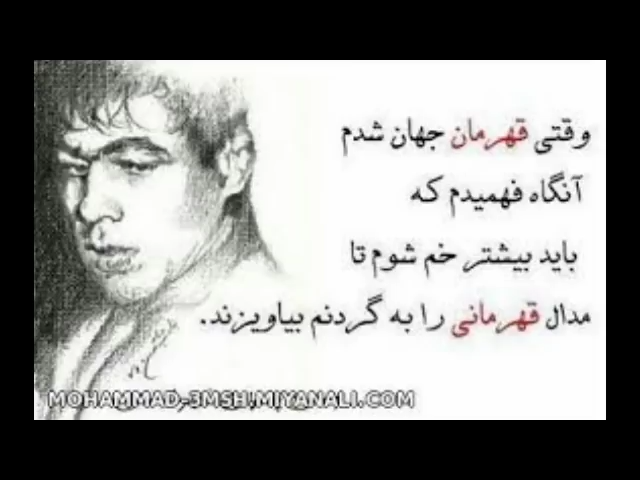 وقتی قهرمان جهان شدم
آنگاه فهمیدم که
باید بیشتر خم شوم تا
مدال قهرمانی را به گردنم بیاویزند.
MOHAMMAD-3MSH.MIYANALI.COM